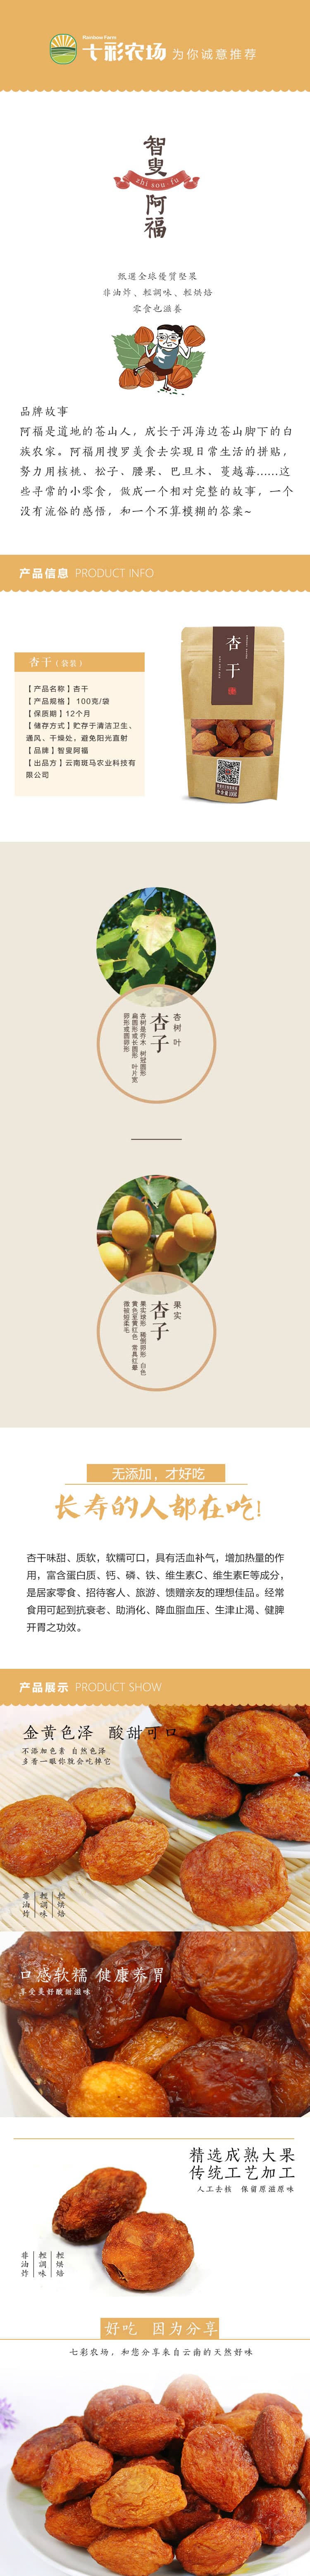 Rainbow Farm
七彩农场 为你诚意推荐
智叟
zhi sou · fu
阿福
甄選全球優質堅果
非油炸、輕調味、輕烘焙
零食也滋養
品牌故事
阿福是道地的苍山人，成长于洱海边苍山脚下的白
族农家。阿福用搜罗美食去实现日常生活的拼贴，
努力用核桃、松子、腰果、巴旦木、蔓越莓......这
些寻常的小零食，做成一个相对完整的故事，一个
没有流俗的感悟，和一个不算模糊的答案~
产品信息 PRODUCT INFO
杏干（袋装）
【产品名称】杏干
【产品规格】 100克/袋
【保质期】12个月
【储存方式】贮存于清洁卫生、
通风、干燥处，避免阳光直射
【品牌】智叟阿福
【出品方】云南斑马农业科技有
限公司
杏干
净含量100g
杏树叶
杏子
杏树是乔木 树冠圆形
扁圆形或长圆形 叶片宽
卵形或圆卵形
果实
杏子
果实球形 稀倒卵形 白色
黄色至黄红色 常具红晕
微被短柔毛
无添加，才好吃
长寿的人都在吃!
杏干味甜、质软，软糯可口，具有活血补气，增加热量的作
用，富含蛋白质、钙、磷、铁、维生素C、维生素E等成分，
是居家零食、招待客人、旅游、馈赠亲友的理想佳品。经常
食用可起到抗衰老、助消化、降血脂血压、生津止渴、健脾
开胃之功效。
产品展示 PRODUCT SHOW
金黄色泽 酸甜可口
不添加色素 自然色泽
多看一眼你就会吃掉它
非油炸
輕調味
輕烘焙
口感软糯 健康养胃
享受美好酸甜滋味
精选成熟大果
传统工艺加工
人工去核 保留原滋原味
非油炸
輕調味
輕烘焙
好吃 因为分享
七彩农场，和您分享来自云南的天然好味